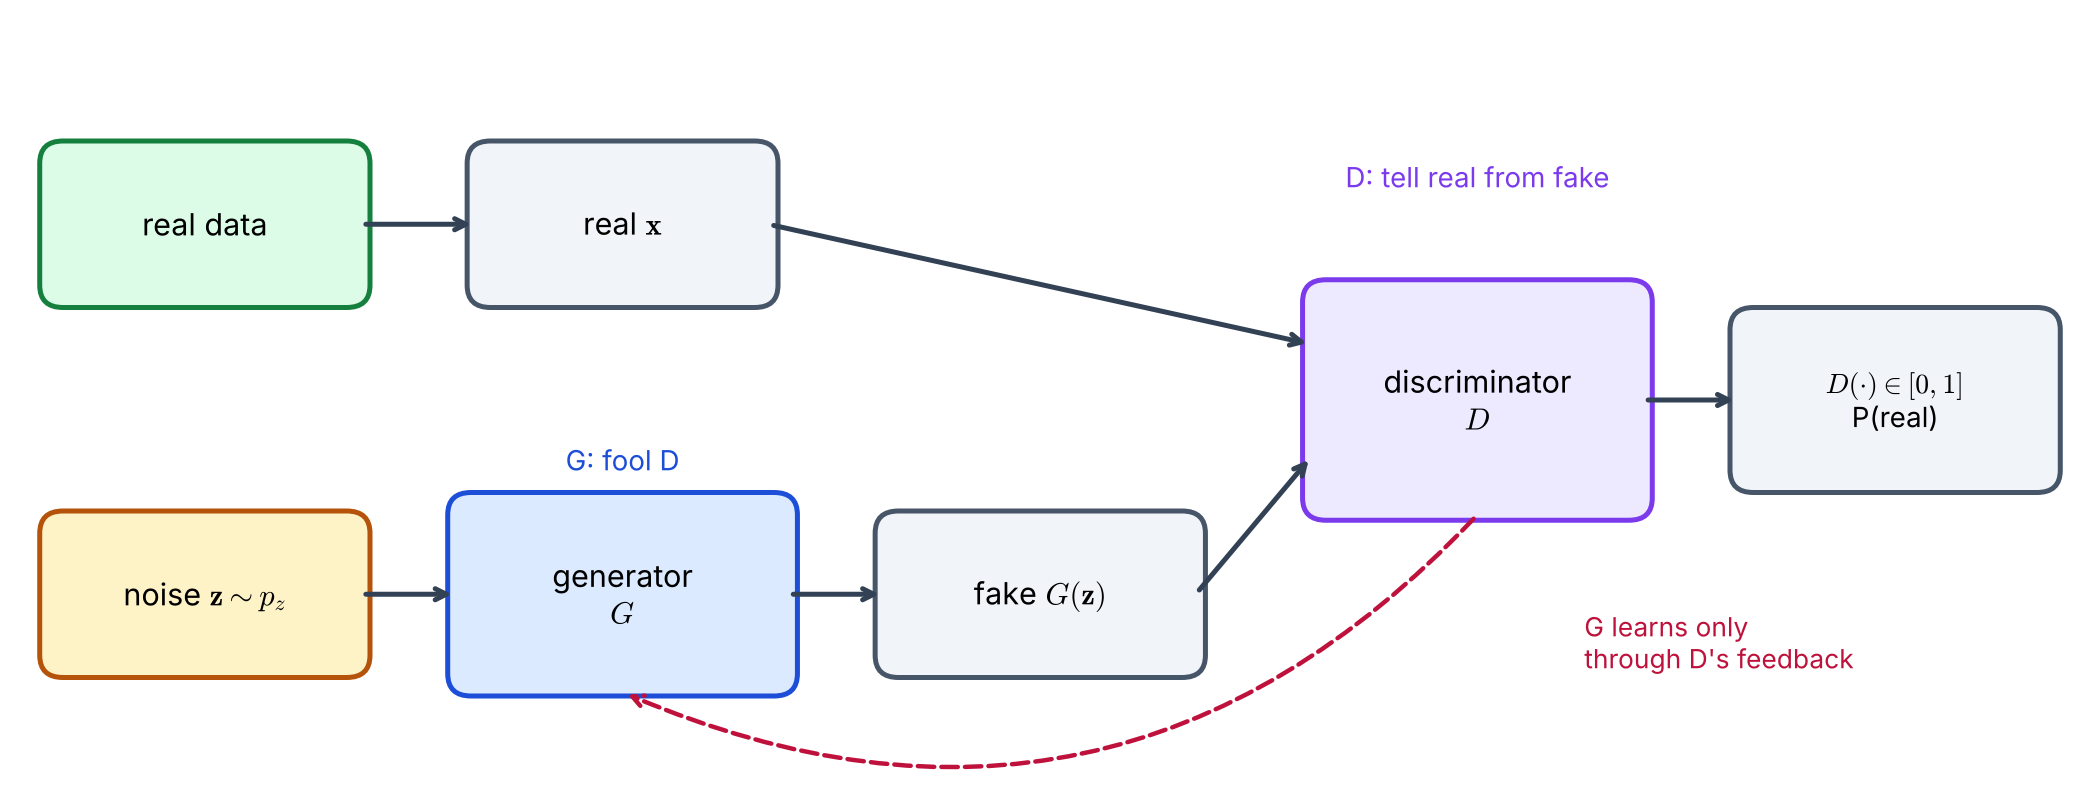 real data
real x
D: tell real from fake
discriminator
D
D(·) ∈ [0, 1]
P(real)
G: fool D
noise z ∼ p_z
generator
G
fake G(z)
G learns only
through D's feedback